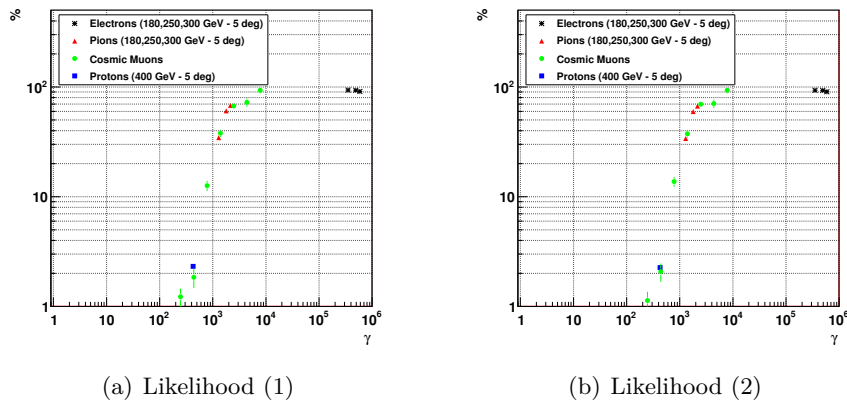 %
Electrons (180,250,300 GeV - 5 deg)
Pions (180,250,300 GeV - 5 deg)
Cosmic Muons
Protons (400 GeV - 5 deg)
10²
10
1
1 10 10² 10³ 10⁴ 10⁵ 10⁶
γ
(a) Likelihood (1)
%
Electrons (180,250,300 GeV - 5 deg)
Pions (180,250,300 GeV - 5 deg)
Cosmic Muons
Protons (400 GeV - 5 deg)
10²
10
1
1 10 10² 10³ 10⁴ 10⁵ 10⁶
γ
(b) Likelihood (2)